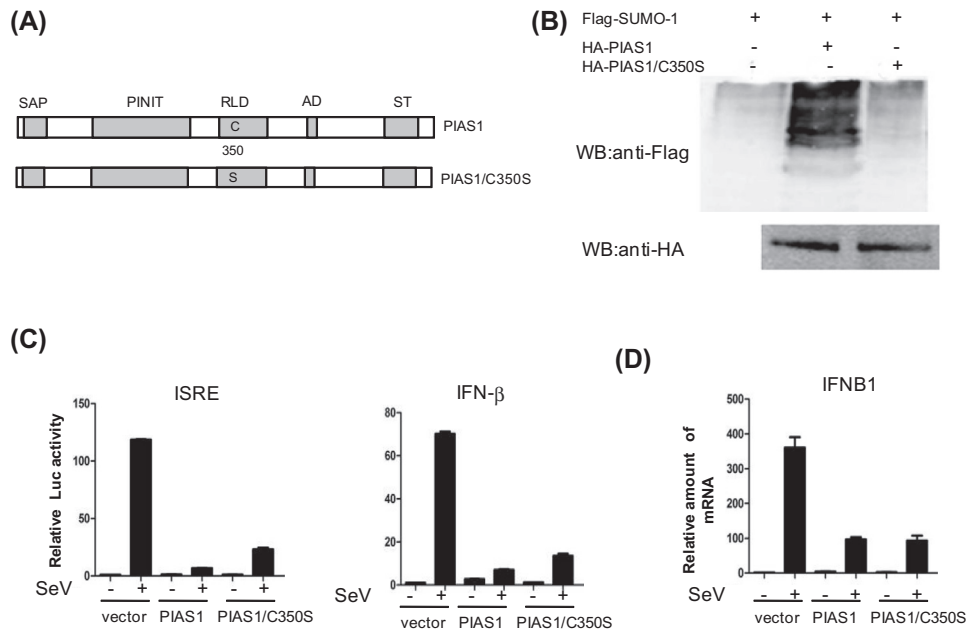 (A)
SAP PINIT RLD AD ST
C
PIAS1
350
S
PIAS1/C350S
(B)
Flag-SUMO-1 + + +
HA-PIAS1 - + -
HA-PIAS1/C350S - - +
WB:anti-Flag
WB:anti-HA
(C)
ISRE
Relative Luc activity
150
100
50
0
SeV - + - + - +
vector PIAS1 PIAS1/C350S
IFN-β
80
60
40
20
0
SeV - + - + - +
vector PIAS1 PIAS1/C350S
(D)
IFNB1
Relative amount of
mRNA
500
400
300
200
100
0
SeV - + - + - +
vector PIAS1 PIAS1/C350S